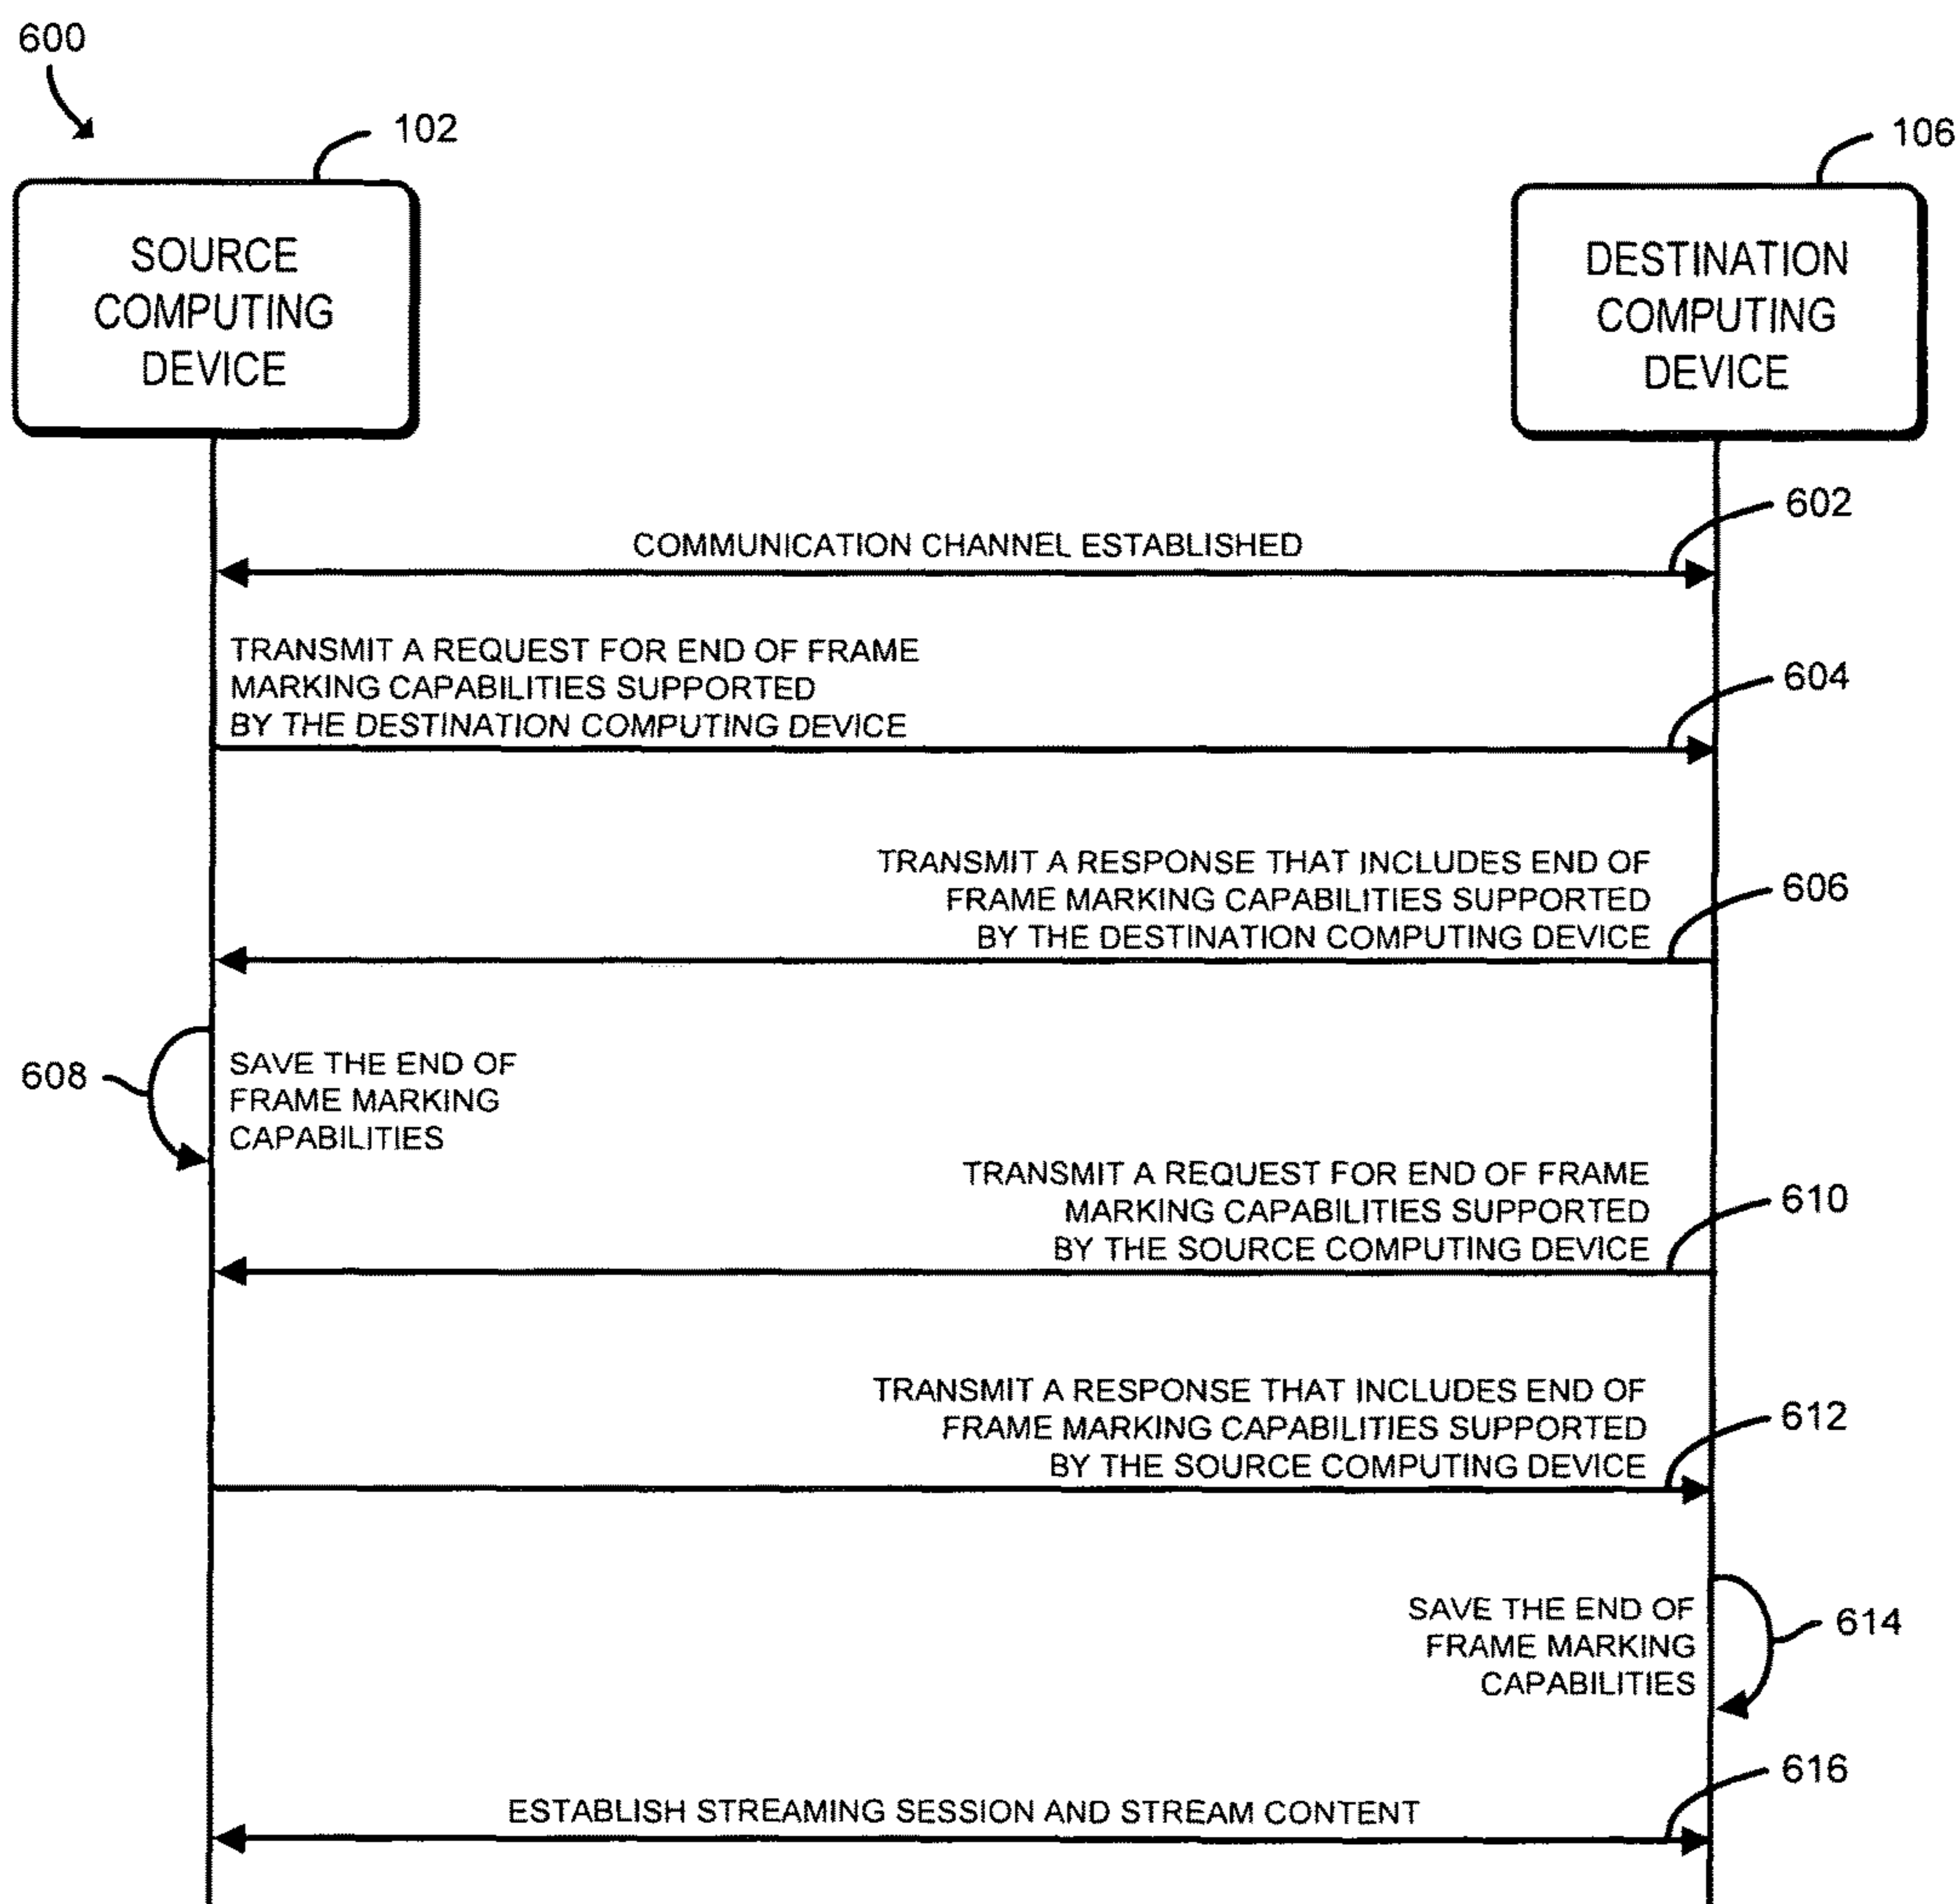 600
102
106
SOURCE
COMPUTING
DEVICE
DESTINATION
COMPUTING
DEVICE
602
COMMUNICATION CHANNEL ESTABLISHED
TRANSMIT A REQUEST FOR END OF FRAME
MARKING CAPABILITIES SUPPORTED
BY THE DESTINATION COMPUTING DEVICE
604
TRANSMIT A RESPONSE THAT INCLUDES END OF
FRAME MARKING CAPABILITIES SUPPORTED
BY THE DESTINATION COMPUTING DEVICE
606
608
SAVE THE END OF
FRAME MARKING
CAPABILITIES
TRANSMIT A REQUEST FOR END OF FRAME
MARKING CAPABILITIES SUPPORTED
BY THE SOURCE COMPUTING DEVICE
610
TRANSMIT A RESPONSE THAT INCLUDES END OF
FRAME MARKING CAPABILITIES SUPPORTED
BY THE SOURCE COMPUTING DEVICE
612
SAVE THE END OF
FRAME MARKING
CAPABILITIES
614
616
ESTABLISH STREAMING SESSION AND STREAM CONTENT